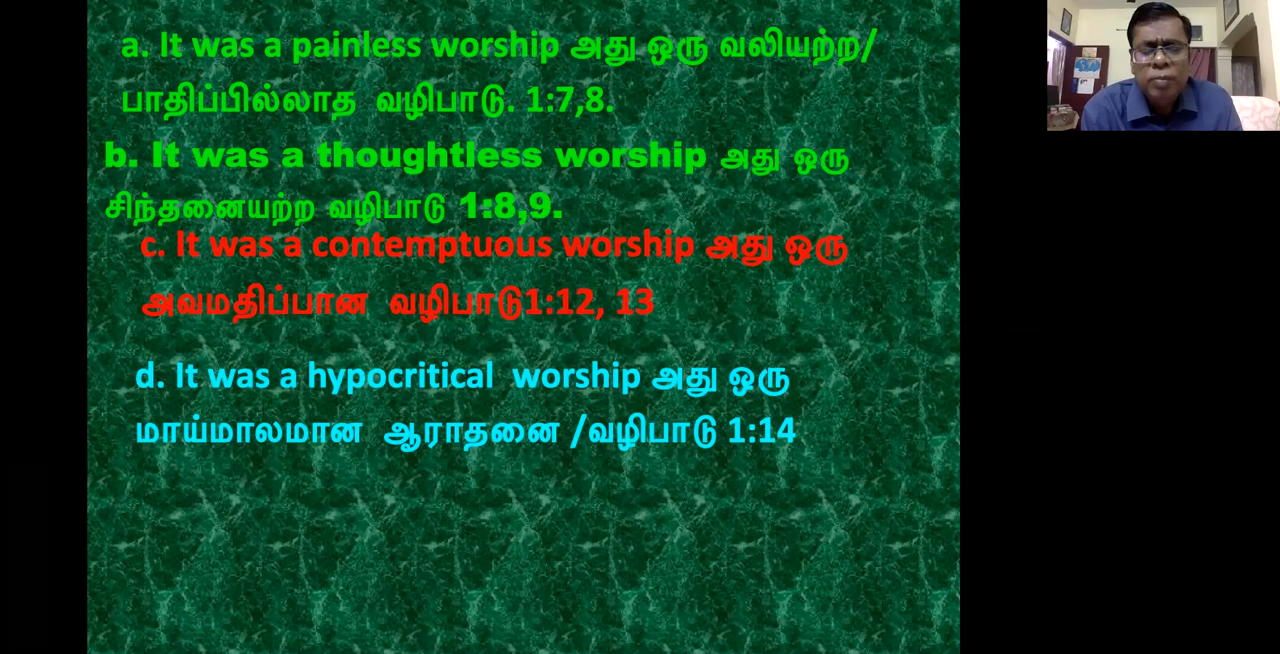 a. It was a painless worship அது ஒரு வலியற்ற/
பாதிப்பில்லாத வழிபாடு. 1:7,8.
b. It was a thoughtless worship அது ஒரு
சிந்தனையற்ற வழிபாடு 1:8,9.
c. It was a contemptuous worship அது ஒரு
அவமதிப்பான வழிபாடு1:12, 13
d. It was a hypocritical worship அது ஒரு
மாய்மாலமான ஆராதனை /வழிபாடு 1:14